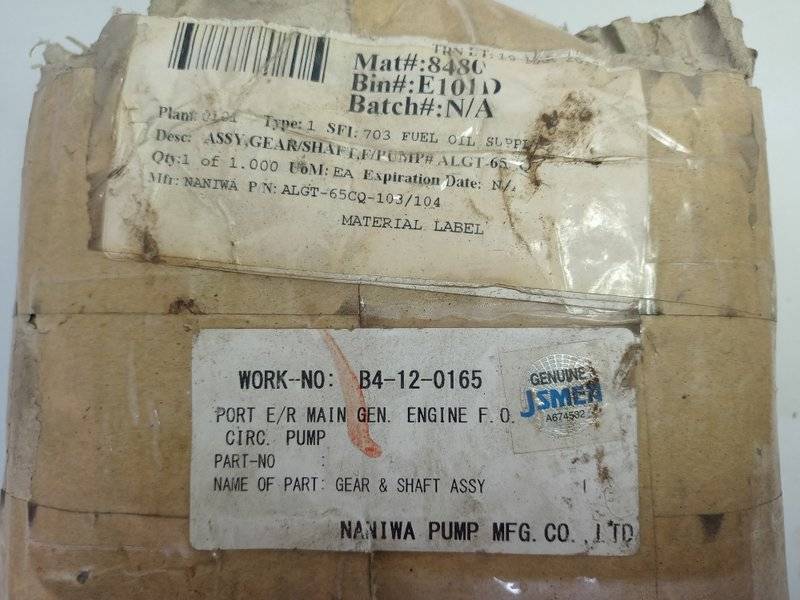 Mat#:8480
Bin#:E101D
Batch#:N/A
Plant: 0101 Type: 1 SFI: 703 FUEL OIL SUPPL
Desc: ASSY,GEAR/SHAFT,F/PUMP# ALGT-65 Q
Qty:1 of 1.000 UoM: EA Expiration Date: N/A
Mfr: NANIWA P/N: ALGT-65CQ-103/104
MATERIAL LABEL
WORK-NO: B4-12-0165
GENUINE
JSMEA
A674532
PORT E/R MAIN GEN. ENGINE F.O.
CIRC. PUMP
PART-NO :
NAME OF PART: GEAR & SHAFT ASSY
NANIWA PUMP MFG. CO., LTD